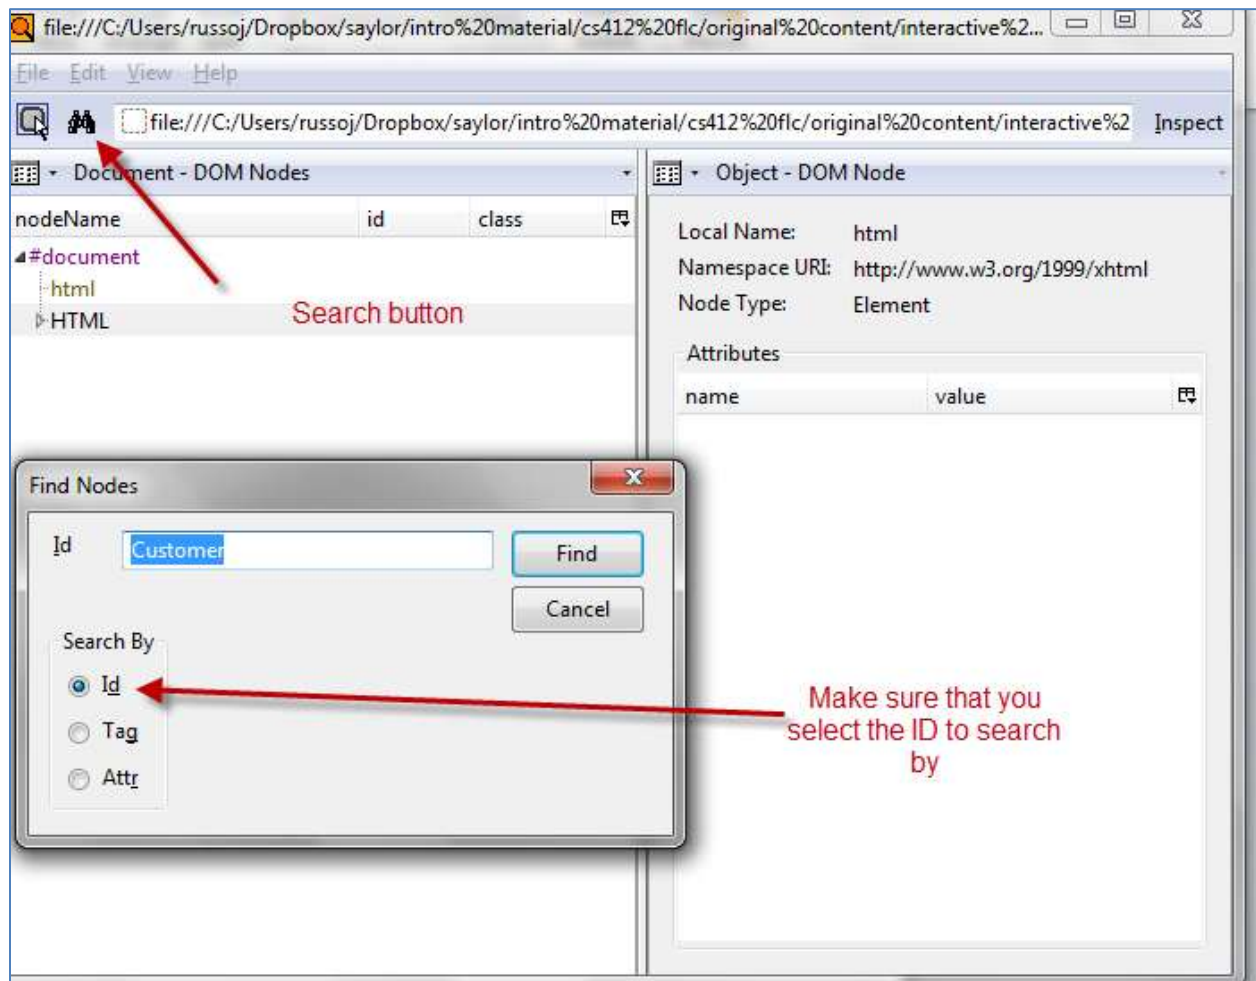 file:///C:/Users/russoj/Dropbox/saylor/intro%20material/cs412%20flc/original%20content/interactive%2...
File Edit View Help
file:///C:/Users/russoj/Dropbox/saylor/intro%20material/cs412%20flc/original%20content/interactive%2 Inspect
Document - DOM Nodes
nodeName id class
#document
html
HTML
Search button
Object - DOM Node
Local Name: html
Namespace URI: http://www.w3.org/1999/xhtml
Node Type: Element
Attributes
name value
Find Nodes
Id Customer Find
Cancel
Search By
Id
Tag
Attr
Make sure that you
select the ID to search
by